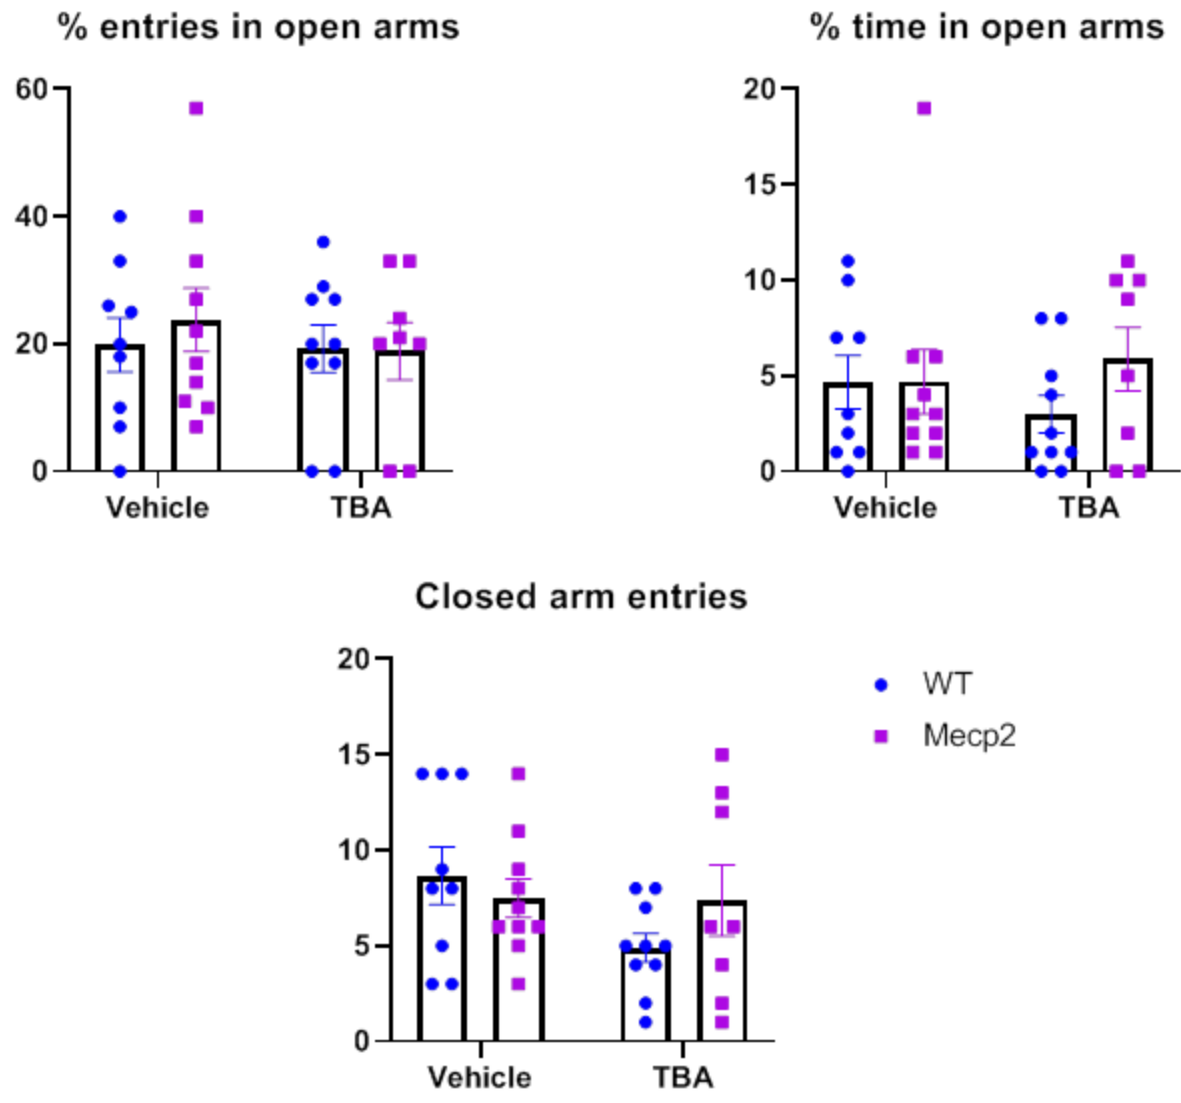 % entries in open arms
60
40
20
0
Vehicle
TBA
% time in open arms
20
15
10
5
0
Vehicle
TBA
Closed arm entries
20
15
10
5
0
Vehicle
TBA
WT
Mecp2